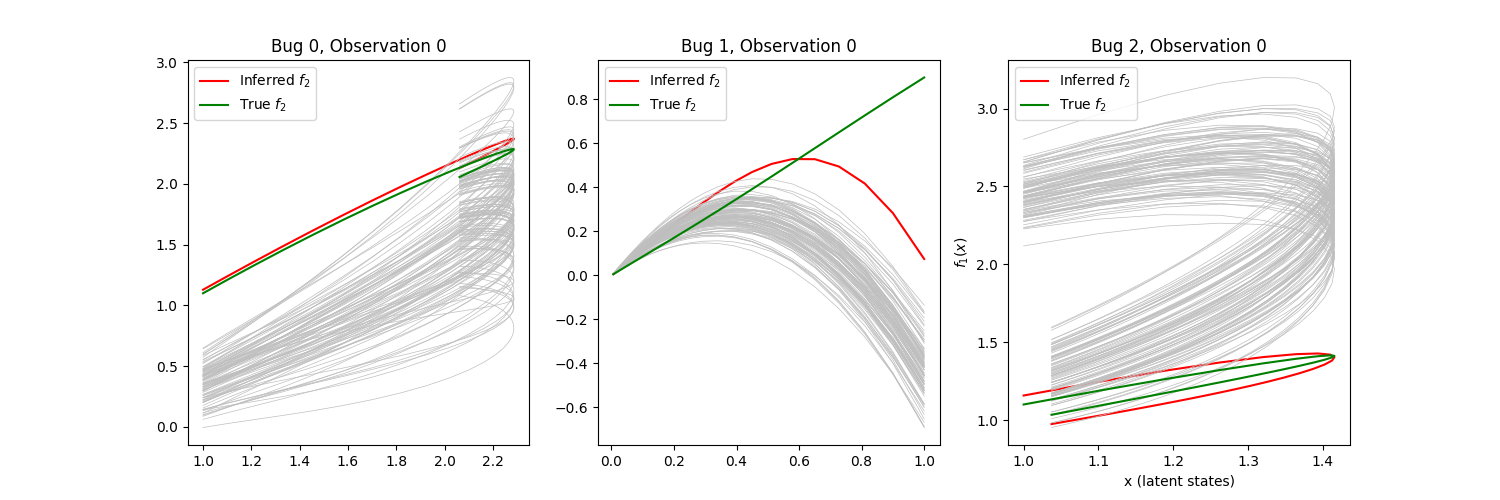 Bug 0, Observation 0
Inferred f₂
True f₂
3.0
2.5
2.0
1.5
1.0
0.5
0.0
1.0 1.2 1.4 1.6 1.8 2.0 2.2
Bug 1, Observation 0
Inferred f₂
True f₂
0.8
0.6
0.4
0.2
0.0
−0.2
−0.4
−0.6
0.0 0.2 0.4 0.6 0.8 1.0
Bug 2, Observation 0
Inferred f₂
True f₂
f₁(x)
3.0
2.5
2.0
1.5
1.0
1.0 1.1 1.2 1.3 1.4
x (latent states)